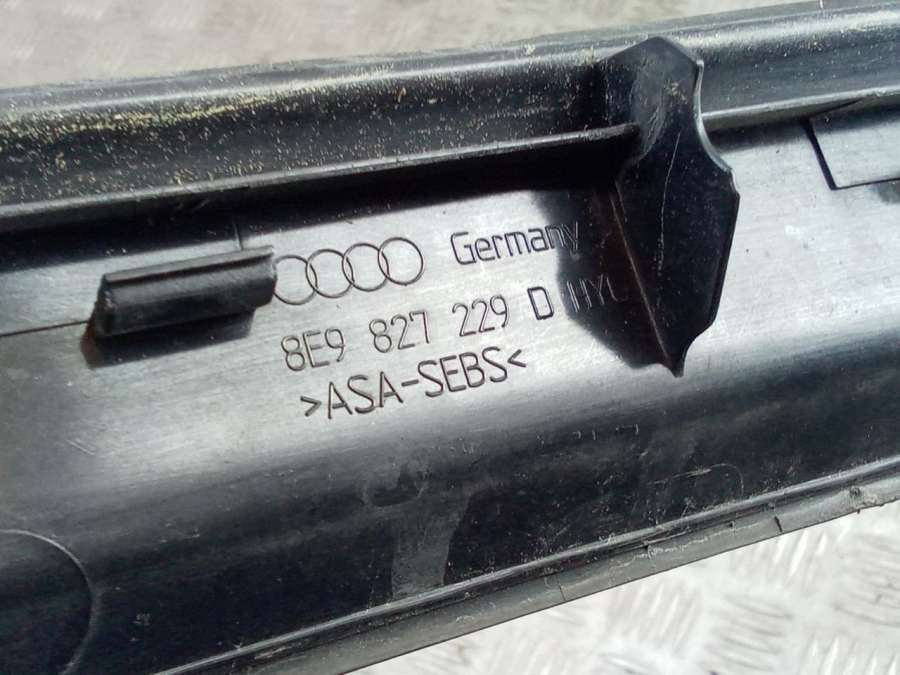 Germany
8E9 827 229 D
>ASA-SEBS<